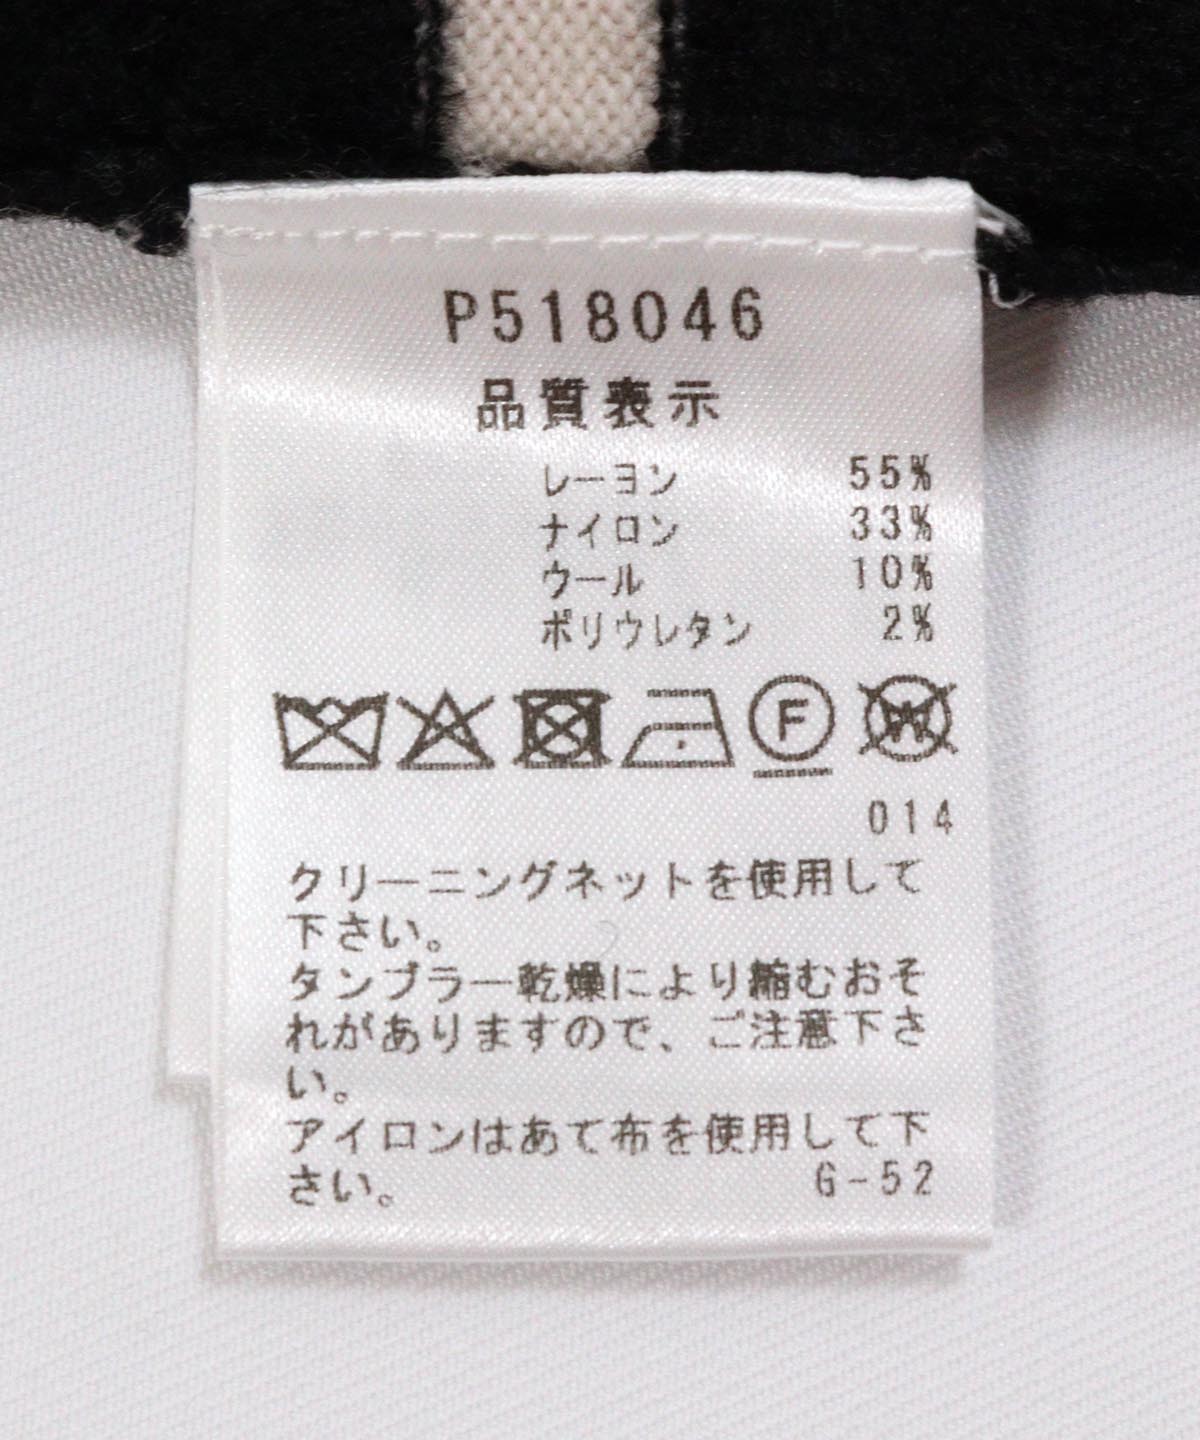 P518046
品質表示
レーヨン 55%
ナイロン 33%
ウール 10%
ポリウレタン 2%
F W
014
クリーニングネットを使用して
下さい。
タンブラー乾燥により縮むおそ
れがありますので、ご注意下さ
い。
アイロンはあて布を使用して下
さい。 G-52